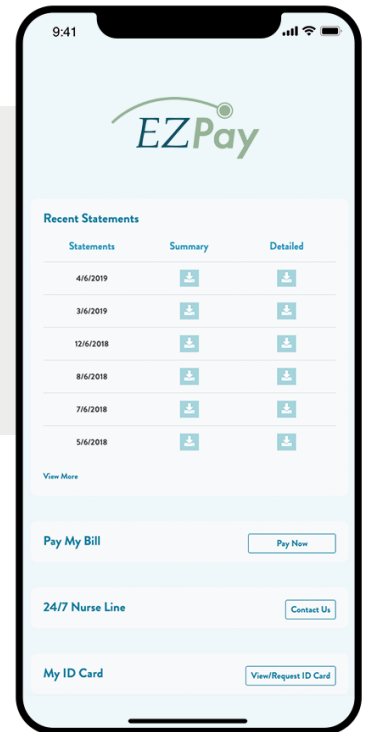 9:41
EZPay
Recent Statements
Statements Summary Detailed
4/6/2019
3/6/2019
12/6/2018
8/6/2018
7/6/2018
5/6/2018
View More
Pay My Bill Pay Now
24/7 Nurse Line Contact Us
My ID Card View/Request ID Card